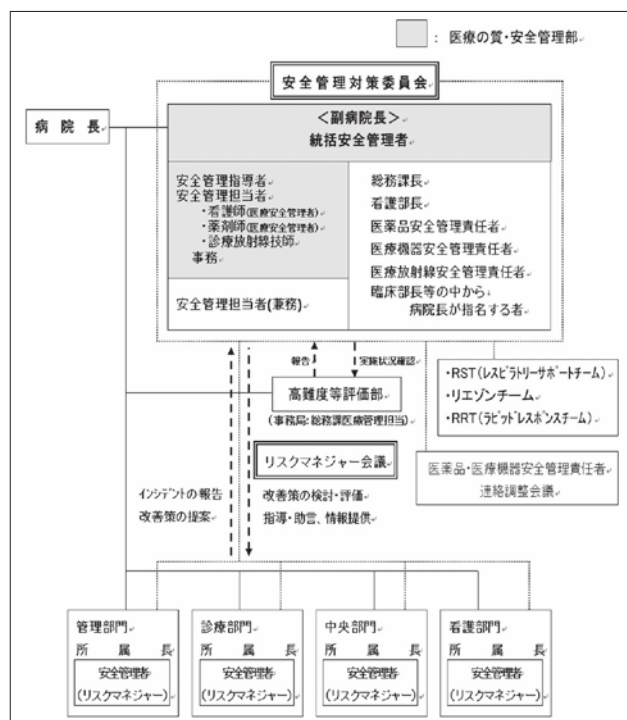 ： 医療の質・安全管理部
安全管理対策委員会
病 院 長
＜副病院長＞
統括安全管理者
安全管理指導者
安全管理担当者
・看護師(医療安全管理者)
・薬剤師(医療安全管理者)
・診療放射線技師
事務
安全管理担当者(兼務)
総務課長
看護部長
医薬品安全管理責任者
医療機器安全管理責任者
医療放射線安全管理責任者
臨床部長等の中から
病院長が指名する者
報告
実施状況確認
高難度等評価部
(事務局：総務課医療管理担当)
・RST(レスピラトリーサポートチーム)
・リエゾンチーム
・RRT(ラピッドレスポンスチーム)
リスクマネジャー会議
医薬品・医療機器安全管理責任者
連絡調整会議
インシデントの報告
改善策の提案
改善策の検討・評価
指導・助言、情報提供
管理部門
所 属 長
安全管理者
(リスクマネジャー)
診療部門
所 属 長
安全管理者
(リスクマネジャー)
中央部門
所 属 長
安全管理者
(リスクマネジャー)
看護部門
所 属 長
安全管理者
(リスクマネジャー)